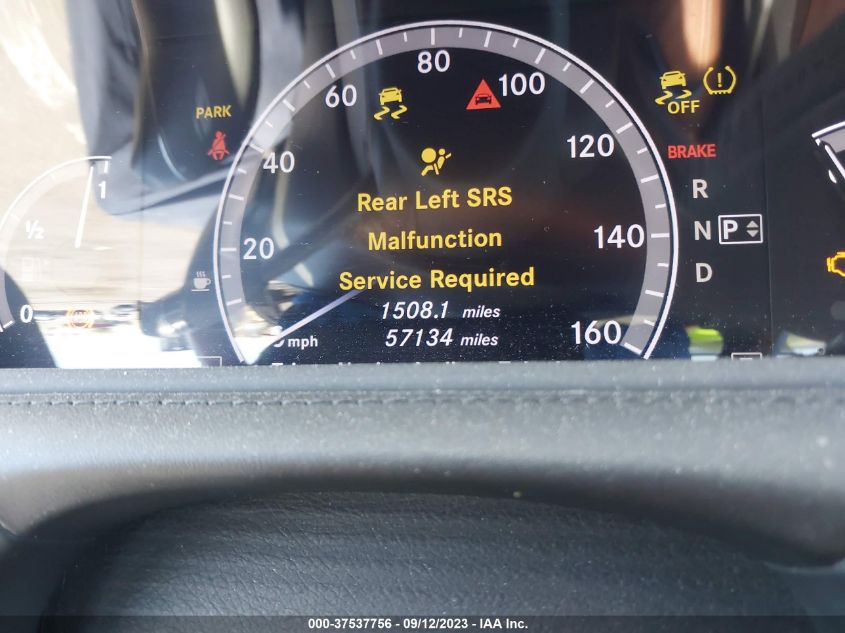 80
100
60
OFF
PARK
120
BRAKE
40
1
R
Rear Left SRS
1/2
N P
Malfunction
140
20
D
Service Required
1508.1 miles
0
57134 miles
160
mph
000-37537756 - 09/12/2023 - IAA Inc.